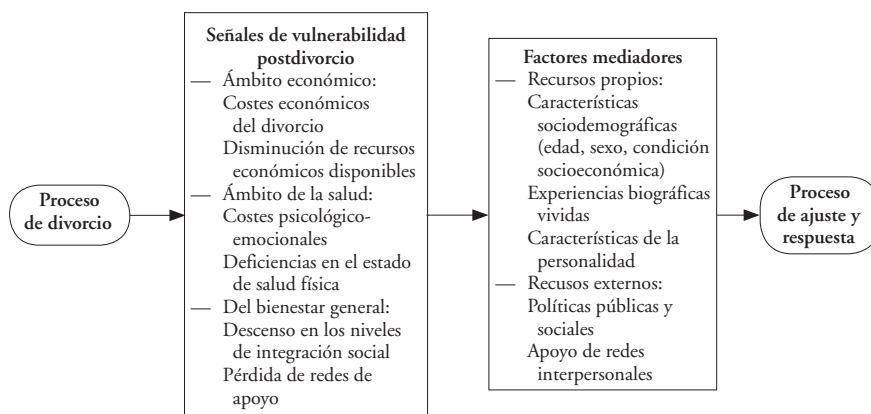 Proceso
de divorcio
Señales de vulnerabilidad
postdivorcio
— Ámbito económico:
Costes económicos
del divorcio
Disminución de recursos
económicos disponibles
— Ámbito de la salud:
Costes psicológico-
emocionales
Deficiencias en el estado
de salud física
— Del bienestar general:
Descenso en los niveles
de integración social
Pérdida de redes de
apoyo
Factores mediadores
— Recursos propios:
Características
sociodemográficas
(edad, sexo, condición
socioeconómica)
Experiencias biográficas
vividas
Características de la
personalidad
— Recusos externos:
Políticas públicas y
sociales
Apoyo de redes
interpersonales
Proceso
de ajuste y
respuesta